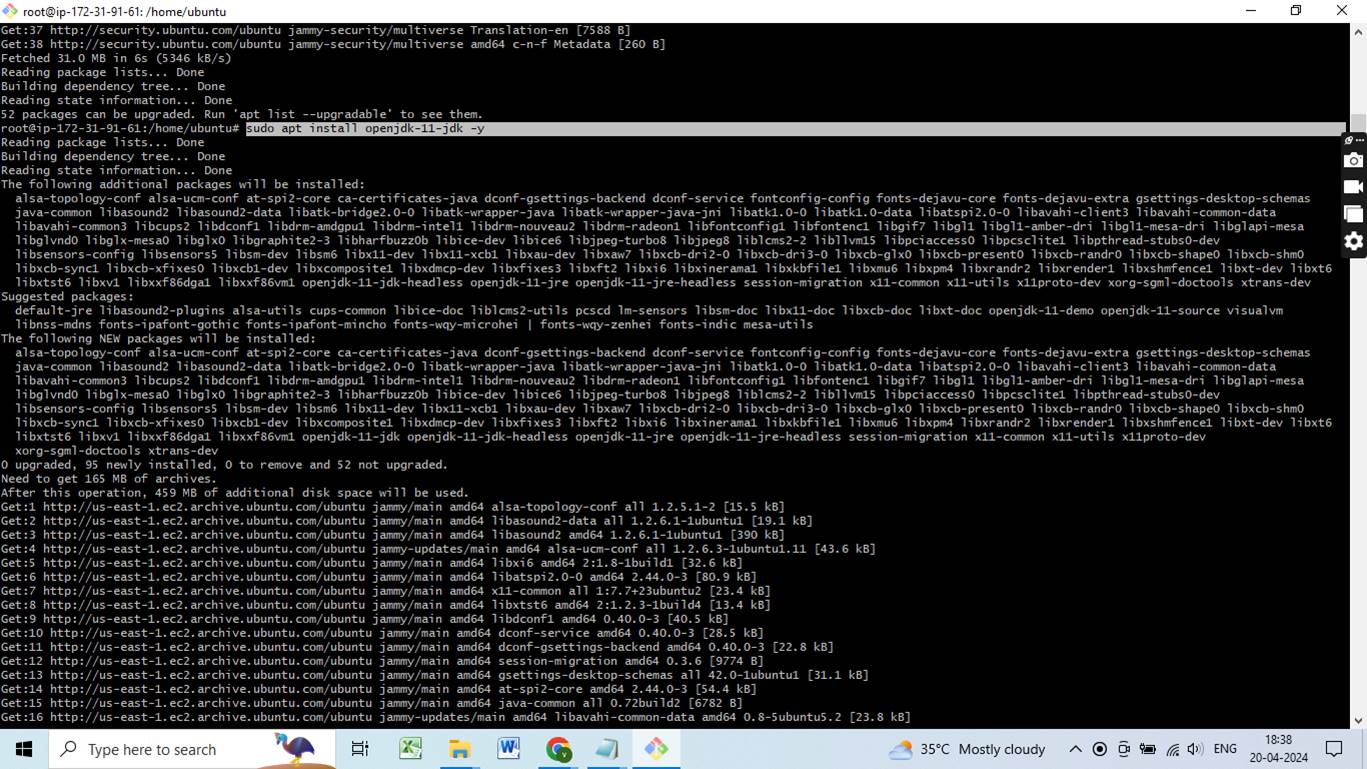 root@ip-172-31-91-61: /home/ubuntu
Get:37 http://security.ubuntu.com/ubuntu jammy-security/multiverse Translation-en [7588 B]
Get:38 http://security.ubuntu.com/ubuntu jammy-security/multiverse amd64 c-n-f Metadata [260 B]
Fetched 31.0 MB in 6s (5346 kB/s)
Reading package lists... Done
Building dependency tree... Done
Reading state information... Done
52 packages can be upgraded. Run 'apt list --upgradable' to see them.
root@ip-172-31-91-61:/home/ubuntu# sudo apt install openjdk-11-jdk -y
Reading package lists... Done
Building dependency tree... Done
Reading state information... Done
The following additional packages will be installed:
alsa-topology-conf alsa-ucm-conf at-spi2-core ca-certificates-java dconf-gsettings-backend dconf-service fontconfig-config fonts-dejavu-core fonts-dejavu-extra gsettings-desktop-schemas
java-common libasound2 libasound2-data libatk-bridge2.0-0 libatk-wrapper-java libatk-wrapper-java-jni libatk1.0-0 libatk1.0-data libatspi2.0-0 libavahi-client3 libavahi-common-data
libavahi-common3 libcups2 libdconf1 libdrm-amdgpu1 libdrm-intel1 libdrm-nouveau2 libdrm-radeon1 libfontconfig1 libfontenc1 libgif7 libgl1 libgl1-amber-dri libgl1-mesa-dri libglapi-mesa
libglvnd0 libglx-mesa0 libglx0 libgraphite2-3 libharfbuzz0b libice-dev libice6 libjpeg-turbo8 libjpeg8 liblcms2-2 libllvm15 libpciaccess0 libpcsclite1 libpthread-stubs0-dev
libsensors-config libsensors5 libsm-dev libsm6 libx11-dev libx11-xcb1 libxau-dev libxaw7 libxcb-dri2-0 libxcb-dri3-0 libxcb-glx0 libxcb-present0 libxcb-randr0 libxcb-shape0 libxcb-shm0
libxcb-sync1 libxcb-xfixes0 libxcb1-dev libxcomposite1 libxdmcp-dev libxfixes3 libxft2 libxi6 libxinerama1 libxkbfile1 libxmu6 libxpm4 libxrandr2 libxrender1 libxshmfence1 libxt-dev libxt6
libxtst6 libxv1 libxxf86dga1 libxxf86vm1 openjdk-11-jdk-headless openjdk-11-jre openjdk-11-jre-headless session-migration x11-common x11-utils x11proto-dev xorg-sgml-doctools xtrans-dev
Suggested packages:
default-jre libasound2-plugins alsa-utils cups-common libice-doc liblcms2-utils pcscd lm-sensors libsm-doc libx11-doc libxcb-doc libxt-doc openjdk-11-demo openjdk-11-source visualvm
libnss-mdns fonts-ipafont-gothic fonts-ipafont-mincho fonts-wqy-microhei | fonts-wqy-zenhei fonts-indic mesa-utils
The following NEW packages will be installed:
alsa-topology-conf alsa-ucm-conf at-spi2-core ca-certificates-java dconf-gsettings-backend dconf-service fontconfig-config fonts-dejavu-core fonts-dejavu-extra gsettings-desktop-schemas
java-common libasound2 libasound2-data libatk-bridge2.0-0 libatk-wrapper-java libatk-wrapper-java-jni libatk1.0-0 libatk1.0-data libatspi2.0-0 libavahi-client3 libavahi-common-data
libavahi-common3 libcups2 libdconf1 libdrm-amdgpu1 libdrm-intel1 libdrm-nouveau2 libdrm-radeon1 libfontconfig1 libfontenc1 libgif7 libgl1 libgl1-amber-dri libgl1-mesa-dri libglapi-mesa
libglvnd0 libglx-mesa0 libglx0 libgraphite2-3 libharfbuzz0b libice-dev libice6 libjpeg-turbo8 libjpeg8 liblcms2-2 libllvm15 libpciaccess0 libpcsclite1 libpthread-stubs0-dev
libsensors-config libsensors5 libsm-dev libsm6 libx11-dev libx11-xcb1 libxau-dev libxaw7 libxcb-dri2-0 libxcb-dri3-0 libxcb-glx0 libxcb-present0 libxcb-randr0 libxcb-shape0 libxcb-shm0
libxcb-sync1 libxcb-xfixes0 libxcb1-dev libxcomposite1 libxdmcp-dev libxfixes3 libxft2 libxi6 libxinerama1 libxkbfile1 libxmu6 libxpm4 libxrandr2 libxrender1 libxshmfence1 libxt-dev libxt6
libxtst6 libxv1 libxxf86dga1 libxxf86vm1 openjdk-11-jdk openjdk-11-jdk-headless openjdk-11-jre openjdk-11-jre-headless session-migration x11-common x11-utils x11proto-dev
xorg-sgml-doctools xtrans-dev
0 upgraded, 95 newly installed, 0 to remove and 52 not upgraded.
Need to get 165 MB of archives.
After this operation, 459 MB of additional disk space will be used.
Get:1 http://us-east-1.ec2.archive.ubuntu.com/ubuntu jammy/main amd64 alsa-topology-conf all 1.2.5.1-2 [15.5 kB]
Get:2 http://us-east-1.ec2.archive.ubuntu.com/ubuntu jammy/main amd64 libasound2-data all 1.2.6.1-1ubuntu1 [19.1 kB]
Get:3 http://us-east-1.ec2.archive.ubuntu.com/ubuntu jammy/main amd64 libasound2 amd64 1.2.6.1-1ubuntu1 [390 kB]
Get:4 http://us-east-1.ec2.archive.ubuntu.com/ubuntu jammy-updates/main amd64 alsa-ucm-conf all 1.2.6.3-1ubuntu1.11 [43.6 kB]
Get:5 http://us-east-1.ec2.archive.ubuntu.com/ubuntu jammy/main amd64 libxi6 amd64 2:1.8-1build1 [32.6 kB]
Get:6 http://us-east-1.ec2.archive.ubuntu.com/ubuntu jammy/main amd64 libatspi2.0-0 amd64 2.44.0-3 [80.9 kB]
Get:7 http://us-east-1.ec2.archive.ubuntu.com/ubuntu jammy/main amd64 x11-common all 1:7.7+23ubuntu2 [23.4 kB]
Get:8 http://us-east-1.ec2.archive.ubuntu.com/ubuntu jammy/main amd64 libxtst6 amd64 2:1.2.3-1build4 [13.4 kB]
Get:9 http://us-east-1.ec2.archive.ubuntu.com/ubuntu jammy/main amd64 libdconf1 amd64 0.40.0-3 [40.5 kB]
Get:10 http://us-east-1.ec2.archive.ubuntu.com/ubuntu jammy/main amd64 dconf-service amd64 0.40.0-3 [28.5 kB]
Get:11 http://us-east-1.ec2.archive.ubuntu.com/ubuntu jammy/main amd64 dconf-gsettings-backend amd64 0.40.0-3 [22.8 kB]
Get:12 http://us-east-1.ec2.archive.ubuntu.com/ubuntu jammy/main amd64 session-migration amd64 0.3.6 [9774 B]
Get:13 http://us-east-1.ec2.archive.ubuntu.com/ubuntu jammy/main amd64 gsettings-desktop-schemas all 42.0-1ubuntu1 [31.1 kB]
Get:14 http://us-east-1.ec2.archive.ubuntu.com/ubuntu jammy/main amd64 at-spi2-core amd64 2.44.0-3 [54.4 kB]
Get:15 http://us-east-1.ec2.archive.ubuntu.com/ubuntu jammy/main amd64 java-common all 0.72build2 [6782 B]
Get:16 http://us-east-1.ec2.archive.ubuntu.com/ubuntu jammy-updates/main amd64 libavahi-common-data amd64 0.8-5ubuntu5.2 [23.8 kB]
Type here to search
35°C Mostly cloudy
ENG
18:38
20-04-2024